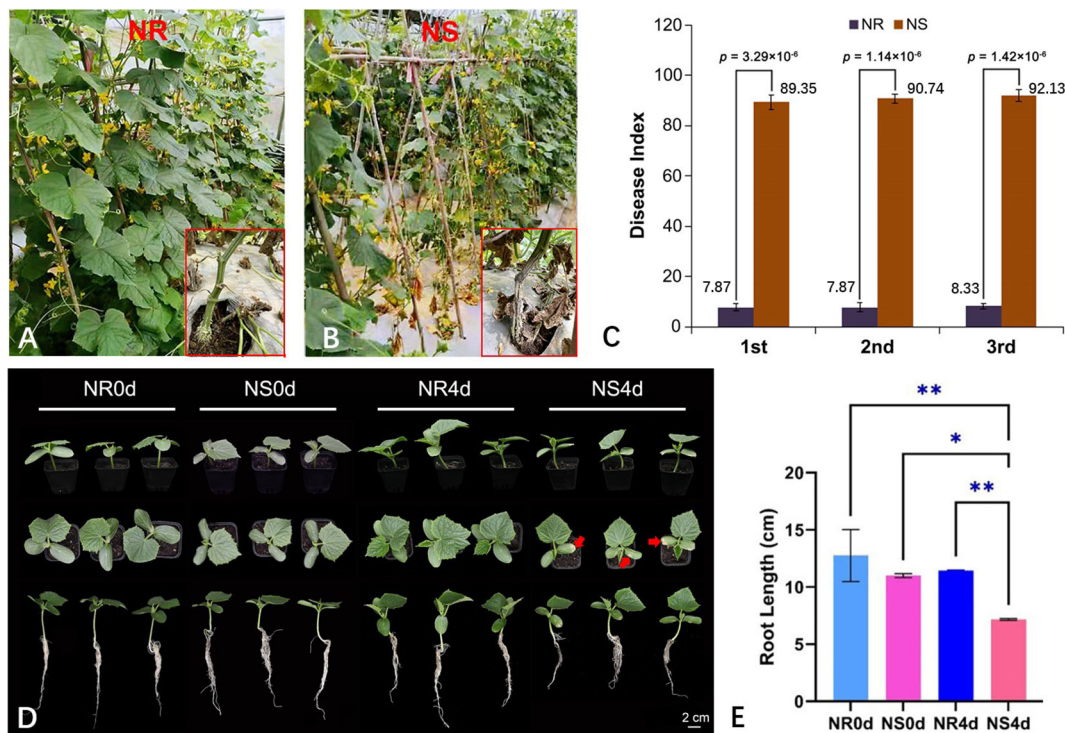 NR
NS
A
B
NR NS
Disease Index
120
100
80
60
40
20
0
p = 3.29×10⁻⁶
p = 1.14×10⁻⁶
p = 1.42×10⁻⁶
89.35
90.74
92.13
7.87
7.87
8.33
1st 2nd 3rd
C
NR0d NS0d NR4d NS4d
D
2 cm
**
*
**
Root Length (cm)
20
15
10
5
0
NR0d NS0d NR4d NS4d
E